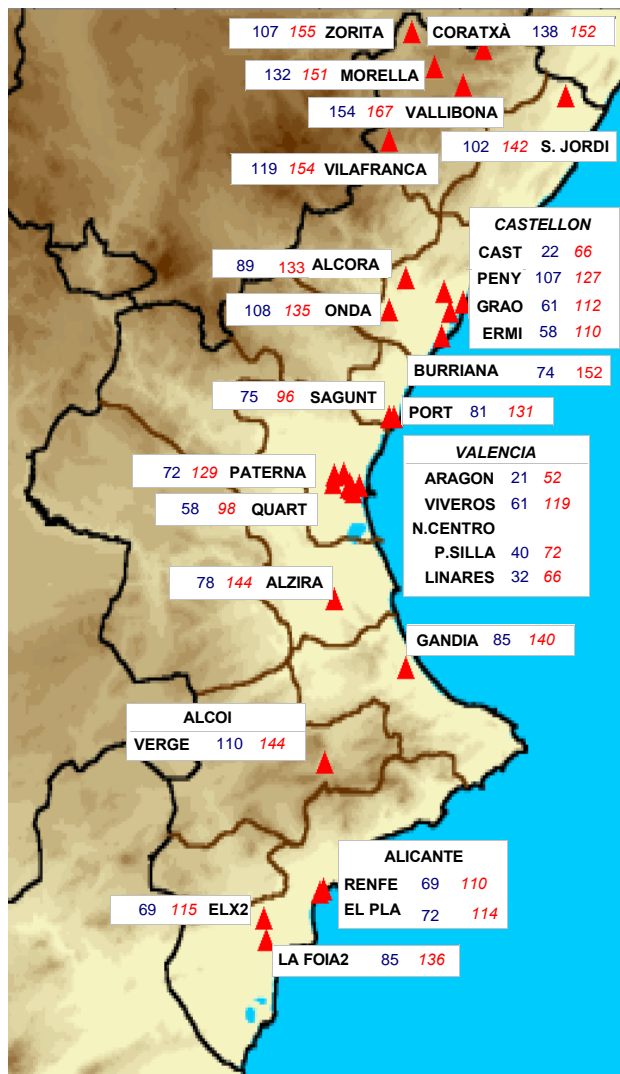 107 155 ZORITA
CORATXÀ 138 152
132 151 MORELLA
154 167 VALLIBONA
102 142 S. JORDI
119 154 VILAFRANCA
CASTELLON
CAST 22 66
PENY 107 127
GRAO 61 112
ERMI 58 110
89 133 ALCORA
108 135 ONDA
BURRIANA 74 152
75 96 SAGUNT
PORT 81 131
VALENCIA
ARAGON 21 52
VIVEROS 61 119
N.CENTRO
P.SILLA 40 72
LINARES 32 66
72 129 PATERNA
58 98 QUART
78 144 ALZIRA
GANDIA 85 140
ALCOI
VERGE 110 144
ALICANTE
RENFE 69 110
EL PLA 72 114
69 115 ELX2
LA FOIA2 85 136